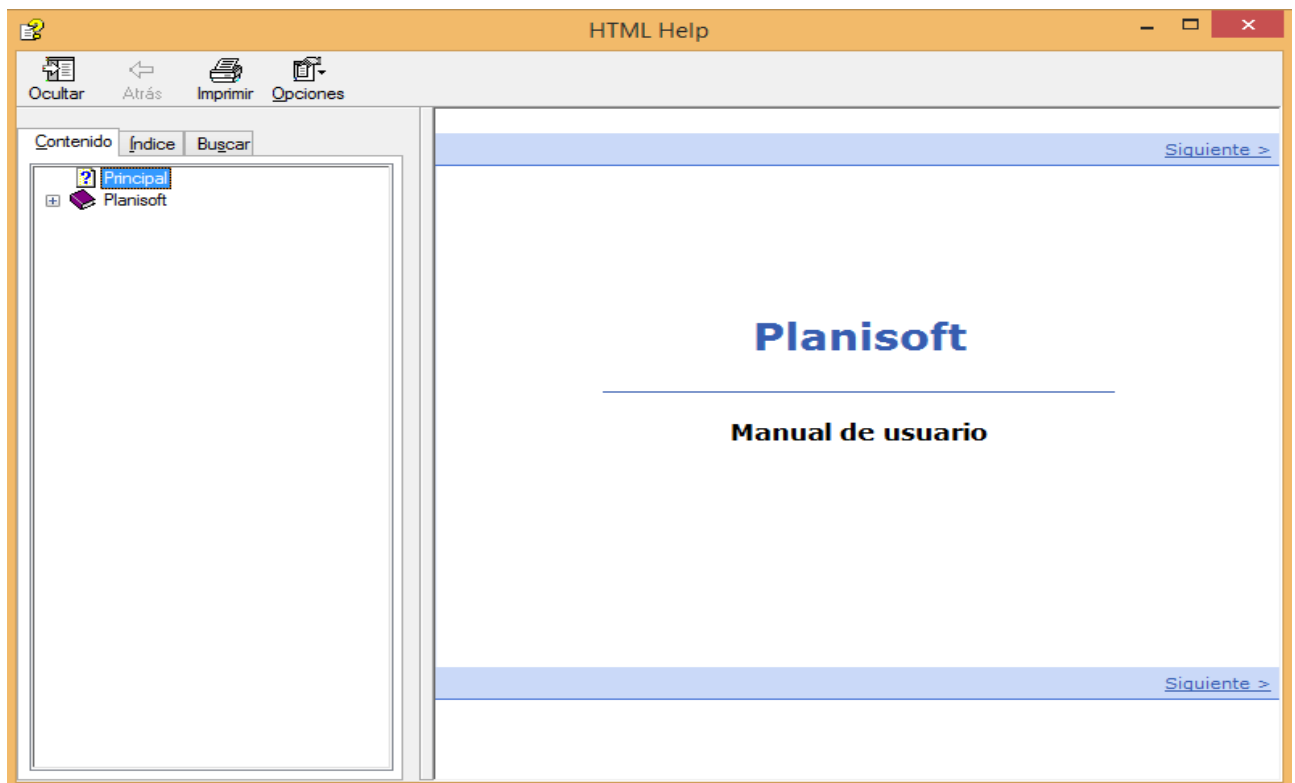 HTML Help
Ocultar Atrás Imprimir Opciones
Contenido Índice Buscar
Principal
Planisoft
Siguiente >
Planisoft
Manual de usuario
Siguiente >